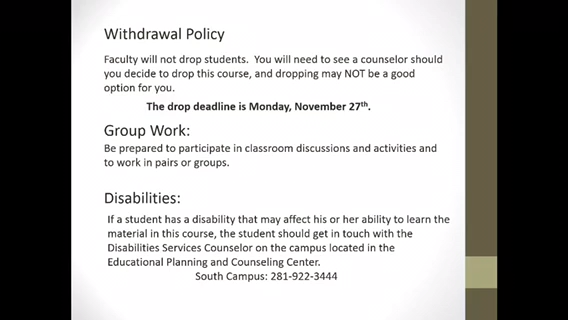 Withdrawal Policy
Faculty will not drop students.  You will need to see a counselor should
you decide to drop this course, and dropping may NOT be a good
option for you.
The drop deadline is Monday, November 27th.
Group Work:
Be prepared to participate in classroom discussions and activities and
to work in pairs or groups.
Disabilities:
If a student has a disability that may affect his or her ability to learn the
material in this course, the student should get in touch with the
Disabilities Services Counselor on the campus located in the
Educational Planning and Counseling Center.
South Campus: 281-922-3444